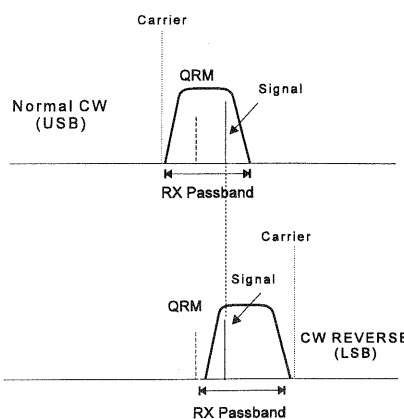 Carrier
QRM
Signal
Normal CW
(USB)
RX Passband
Carrier
Signal
QRM
CW REVERSE
(LSB)
RX Passband